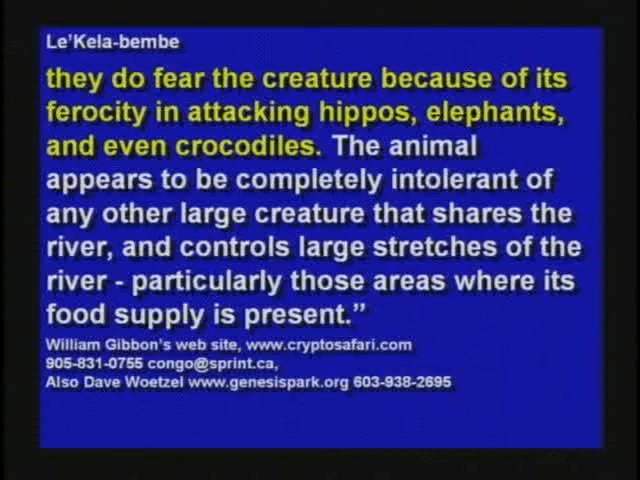 Le'Kela-bembe
they do fear the creature because of its
ferocity in attacking hippos, elephants,
and even crocodiles. The animal
appears to be completely intolerant of
any other large creature that shares the
river, and controls large stretches of the
river - particularly those areas where its
food supply is present.”
William Gibbon's web site, www.cryptosafari.com
905-831-0755 congo@sprint.ca,
Also Dave Woetzel www.genesispark.org 603-938-2695